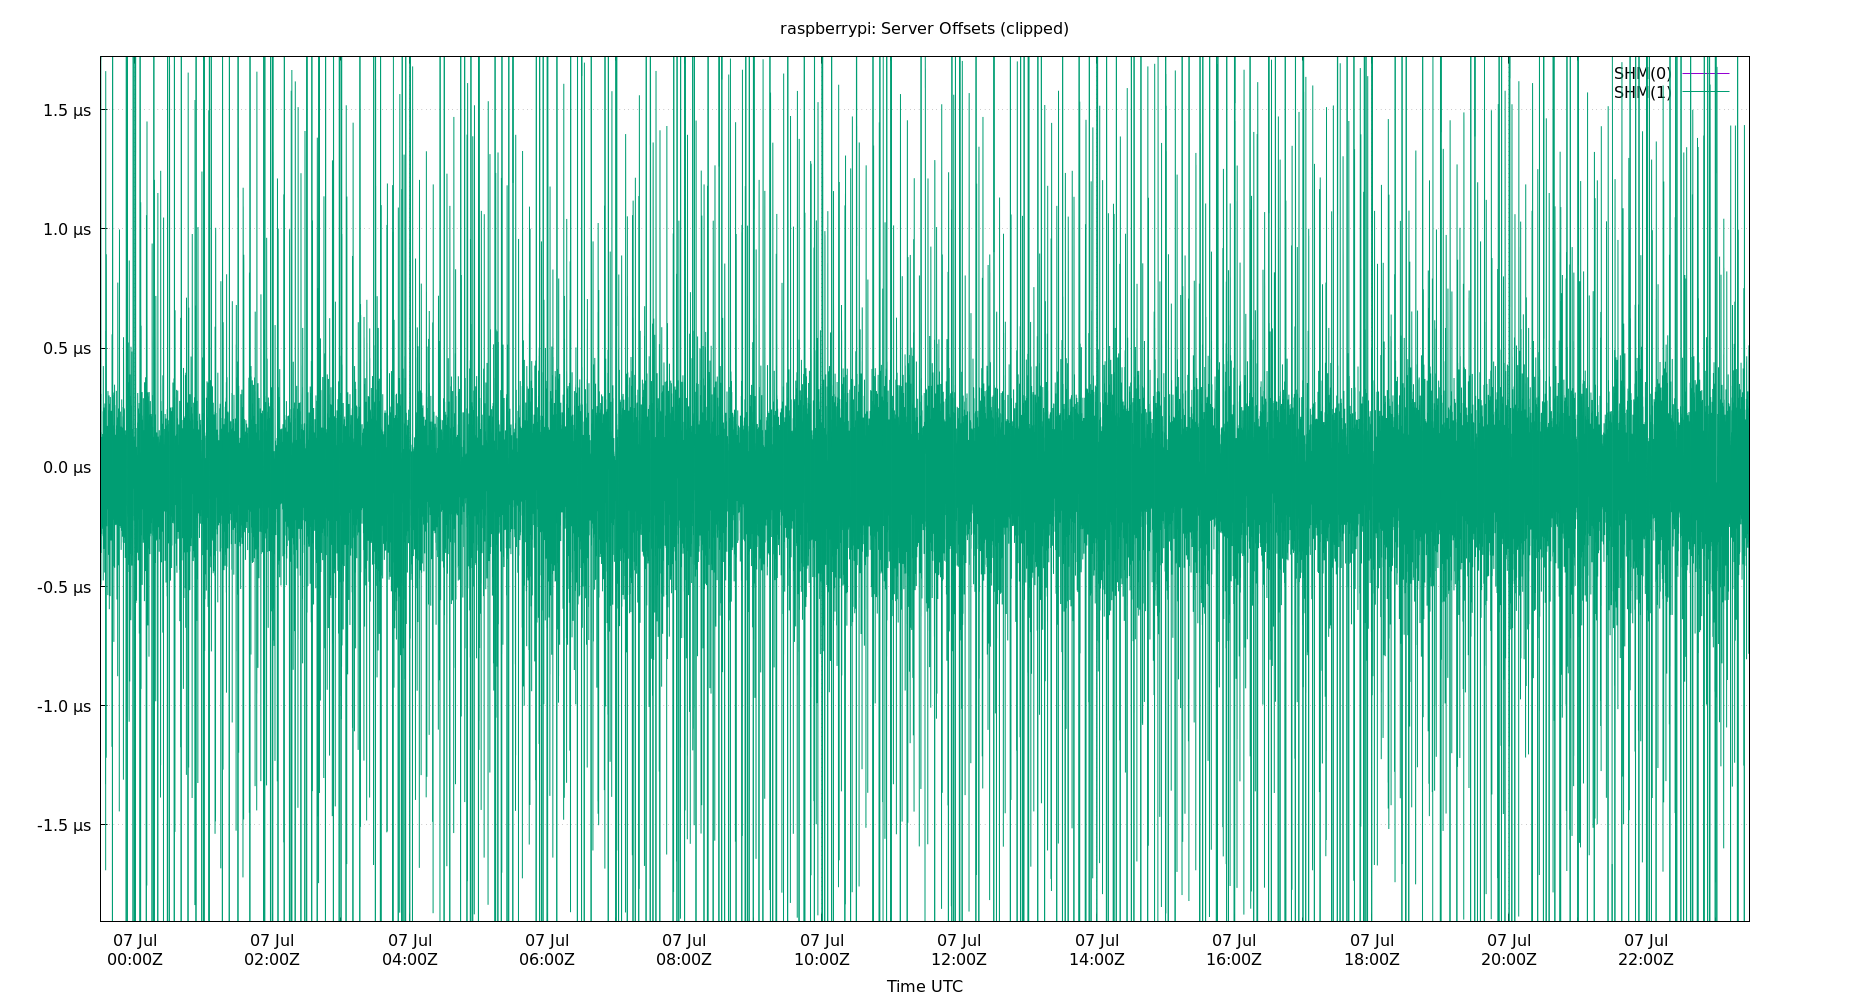 raspberrypi: Server Offsets (clipped)
SHM(0)
SHM(1)
1.5 µs
1.0 µs
0.5 µs
0.0 µs
-0.5 µs
-1.0 µs
-1.5 µs
07 Jul 07 Jul 07 Jul 07 Jul 07 Jul 07 Jul 07 Jul 07 Jul 07 Jul 07 Jul 07 Jul 07 Jul
00:00Z 02:00Z 04:00Z 06:00Z 08:00Z 10:00Z 12:00Z 14:00Z 16:00Z 18:00Z 20:00Z 22:00Z
Time UTC